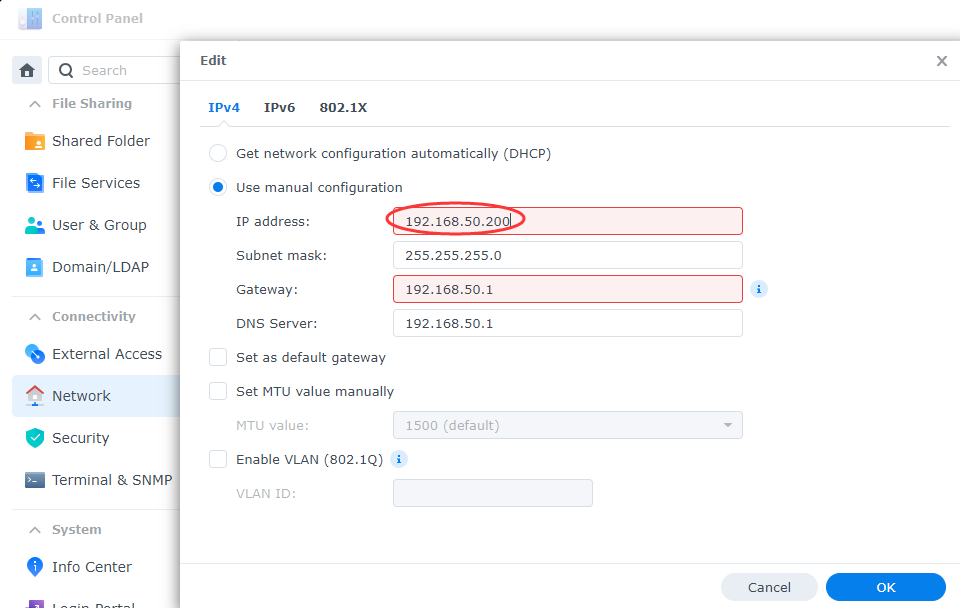 Control Panel
Search
File Sharing
Shared Folder
File Services
User & Group
Domain/LDAP
Connectivity
External Access
Network
Security
Terminal & SNMP
System
Info Center
Login Portal
Edit
IPv4 IPv6 802.1X
Get network configuration automatically (DHCP)
Use manual configuration
IP address: 192.168.50.200
Subnet mask: 255.255.255.0
Gateway: 192.168.50.1
DNS Server: 192.168.50.1
Set as default gateway
Set MTU value manually
MTU value: 1500 (default)
Enable VLAN (802.1Q)
VLAN ID:
Cancel OK